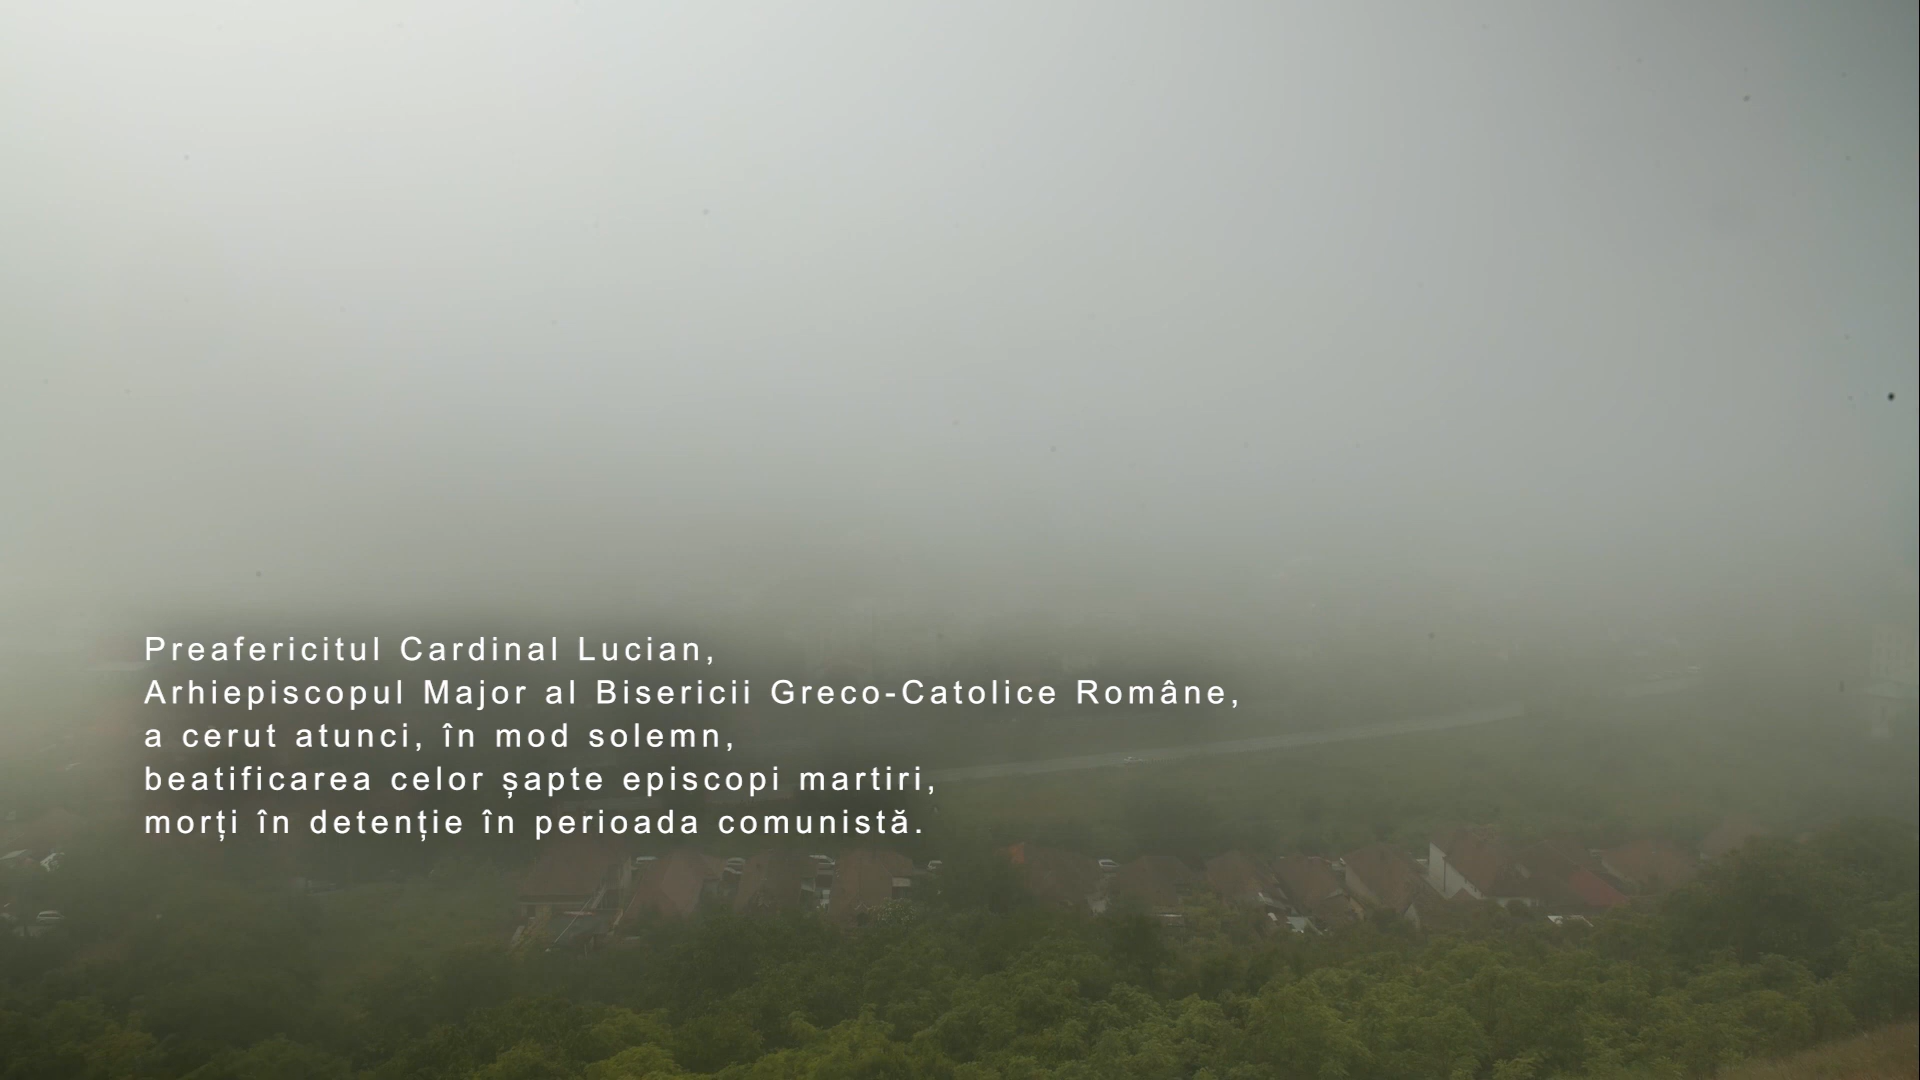 Preafericitul Cardinal Lucian,
Arhiepiscopul Major al Bisericii Greco-Catolice Române,
a cerut atunci, în mod solemn,
beatificarea celor șapte episcopi martiri,
morți în detenție în perioada comunistă.